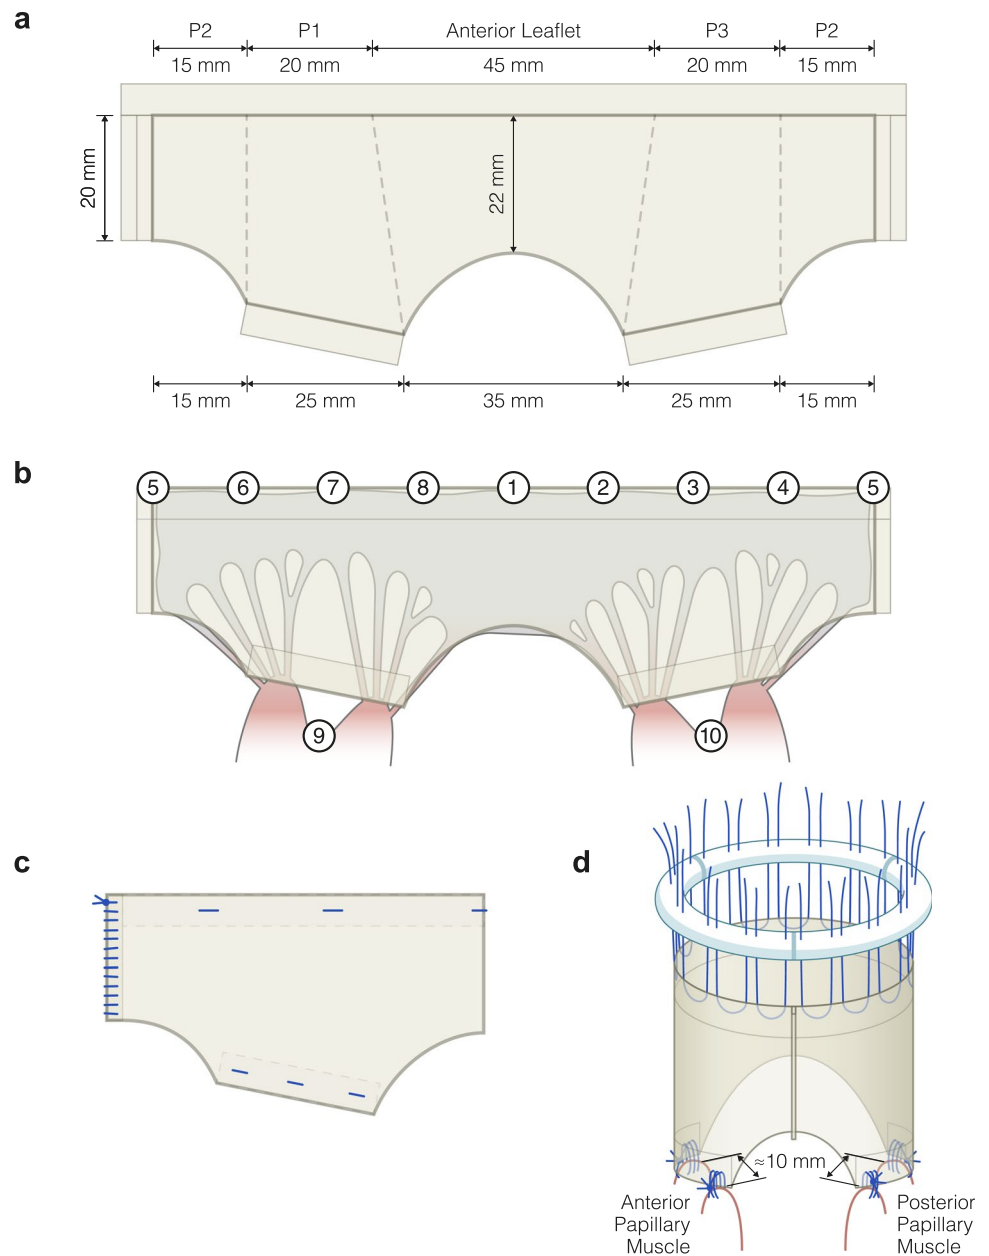 a
P2 P1 Anterior Leaflet P3 P2
15 mm 20 mm 45 mm 20 mm 15 mm
20 mm
22 mm
15 mm 25 mm 35 mm 25 mm 15 mm
b
5 6 7 8 1 2 3 4 5
9 10
c
d
≈10 mm
Anterior
Papillary
Muscle
Posterior
Papillary
Muscle